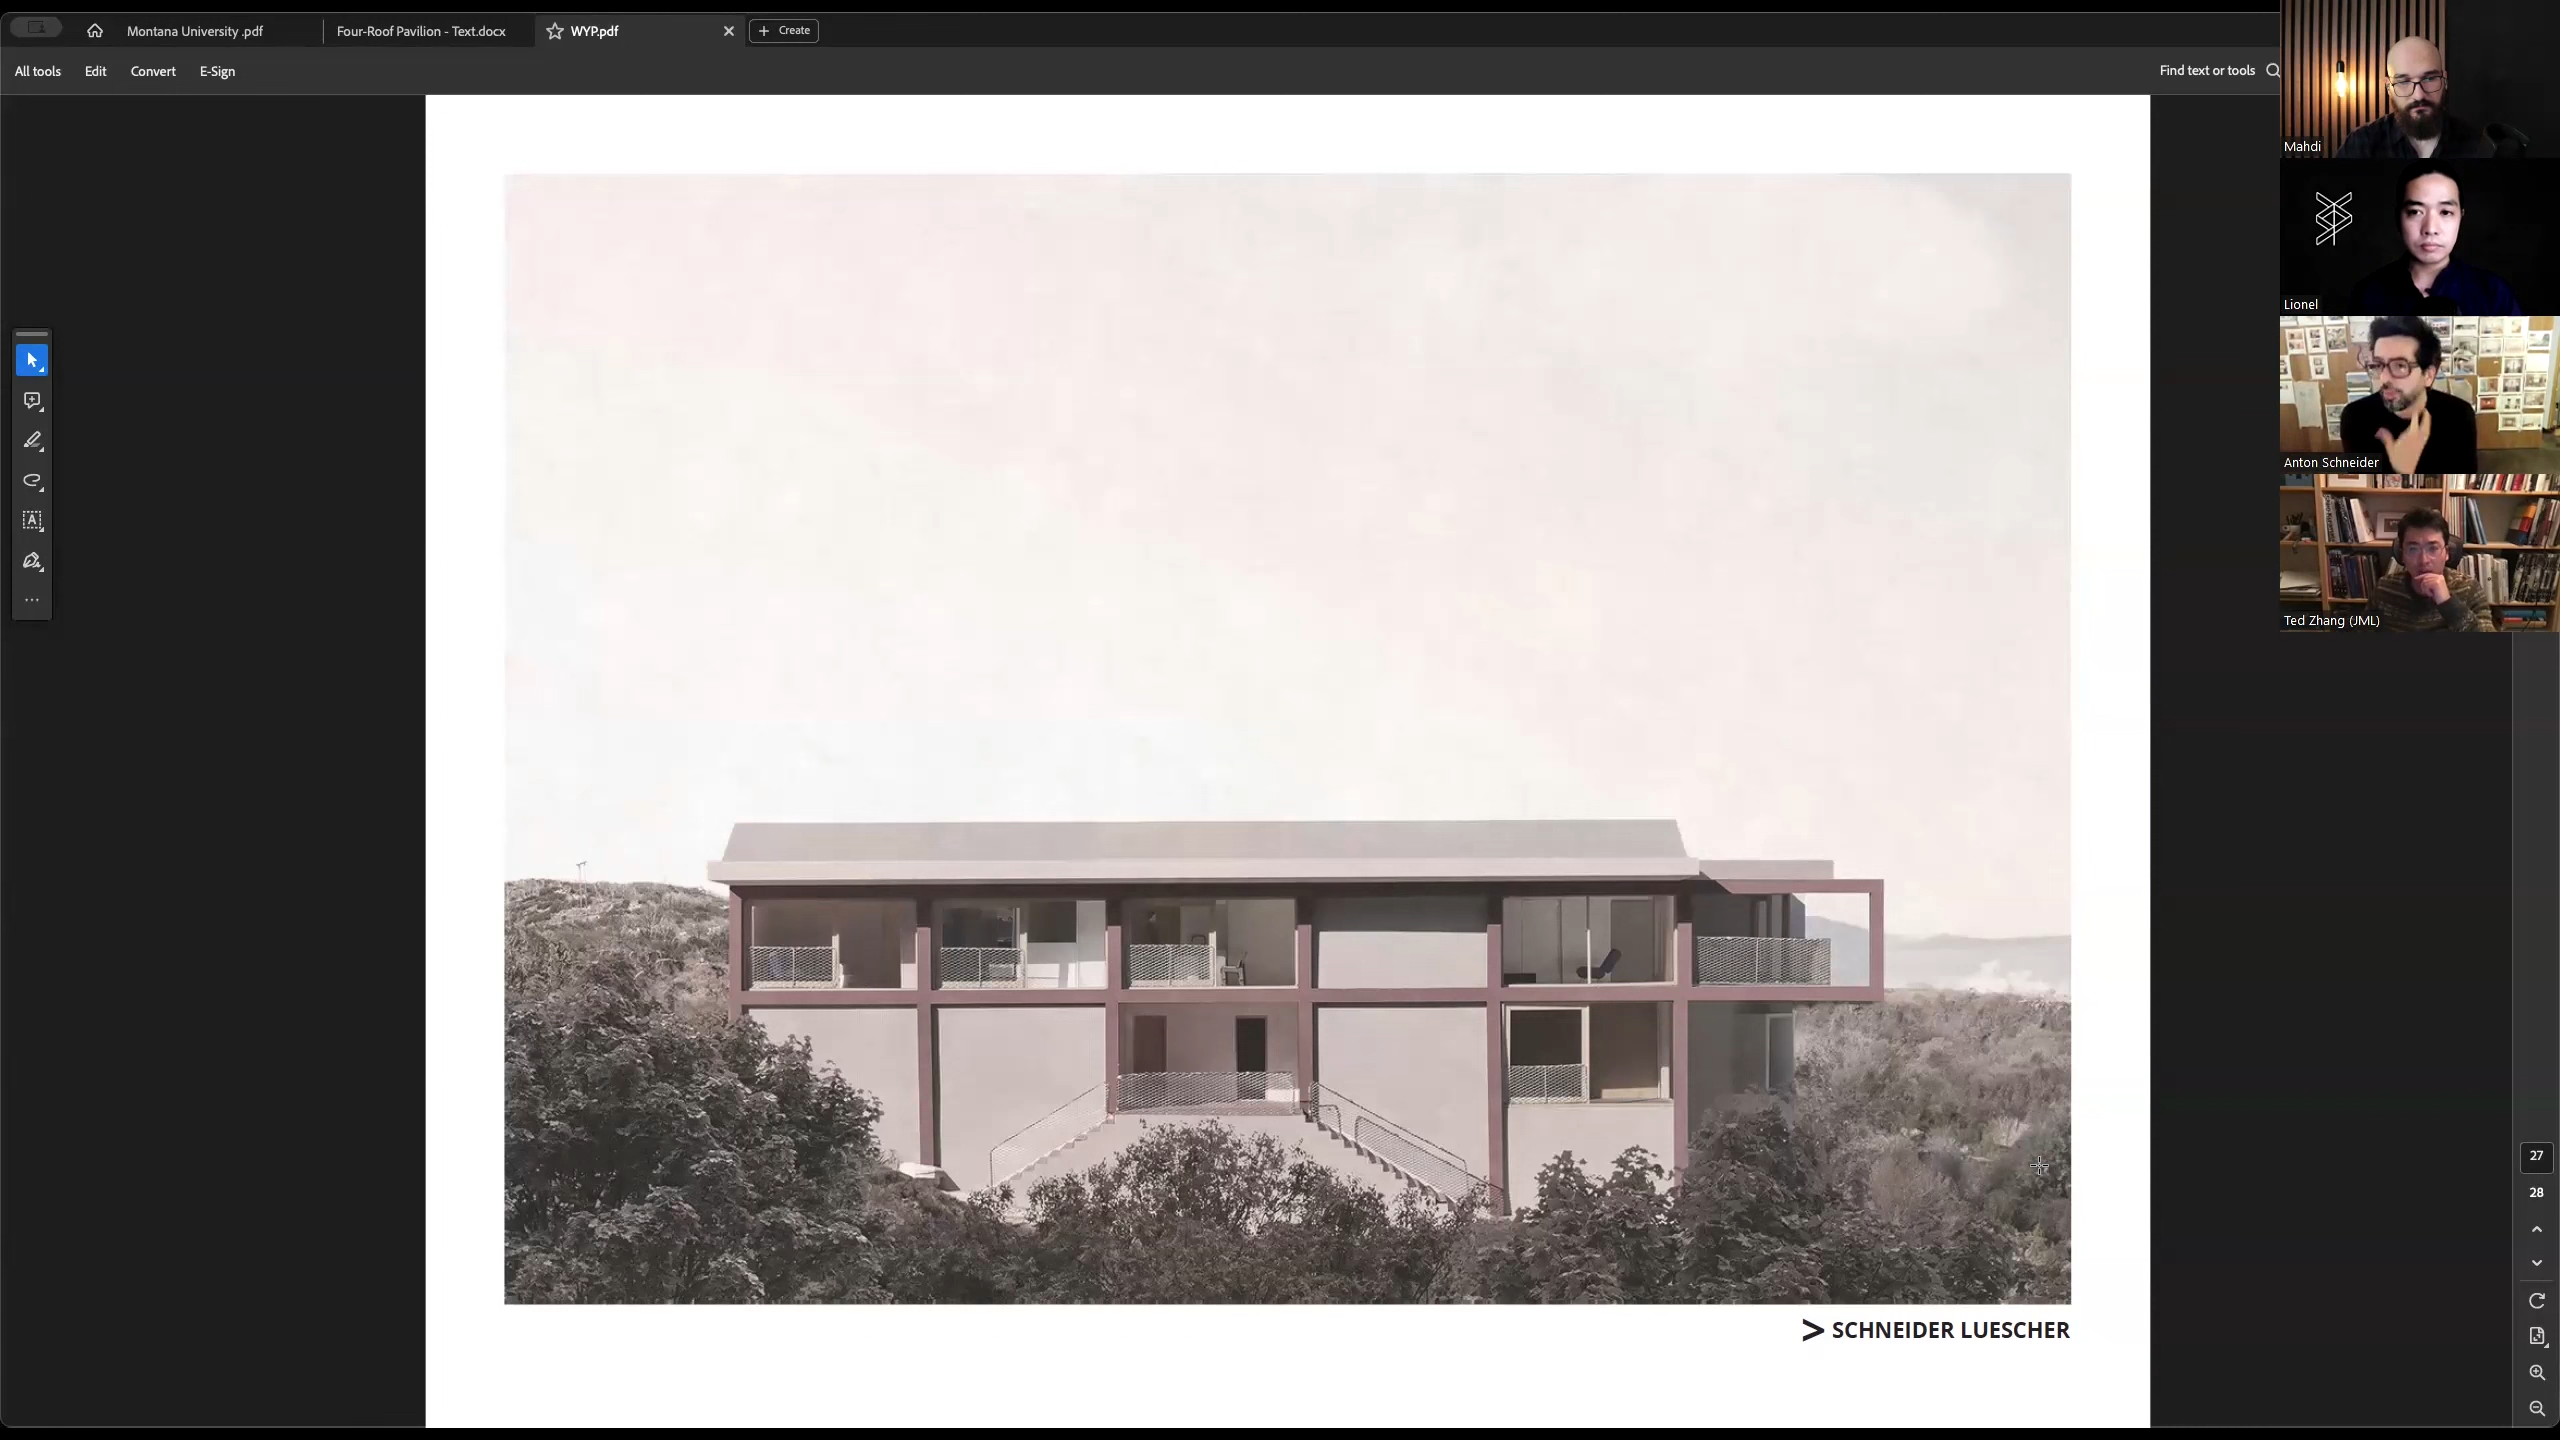 Montana University .pdf
Four-Roof Pavilion - Text.docx
WYP.pdf
Create
All tools
Edit
Convert
E-Sign
Find text or tools
Mahdi
Lionel
Anton Schneider
Ted Zhang (JML)
27
28
> SCHNEIDER LUESCHER